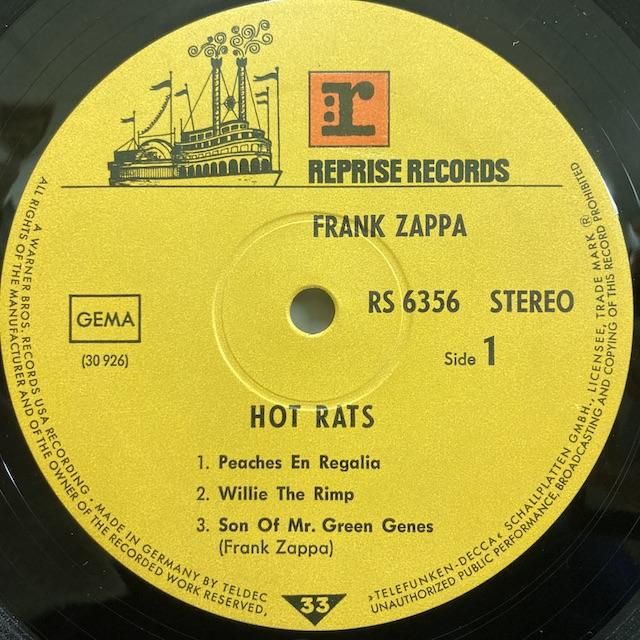 r
REPRISE RECORDS
FRANK ZAPPA
RS 6356 STEREO
GEMA
(30 926)
Side 1
HOT RATS
1. Peaches En Regalia
2. Willie The Rimp
3. Son Of Mr. Green Genes
(Frank Zappa)
33
ALL RIGHTS OF THE MANUFACTURER AND OF THE OWNER OF THE RECORDED WORK RESERVED,
UNAUTHORIZED PUBLIC PERFORMANCE, BROADCASTING AND COPYING OF THIS RECORD PROHIBITED
A WARNER BROS. RECORDS USA RECORDING · MADE IN GERMANY BY TELDEC
»TELEFUNKEN-DECCA« SCHALLPLATTEN GMBH., LICENSEE, TRADE MARK ®